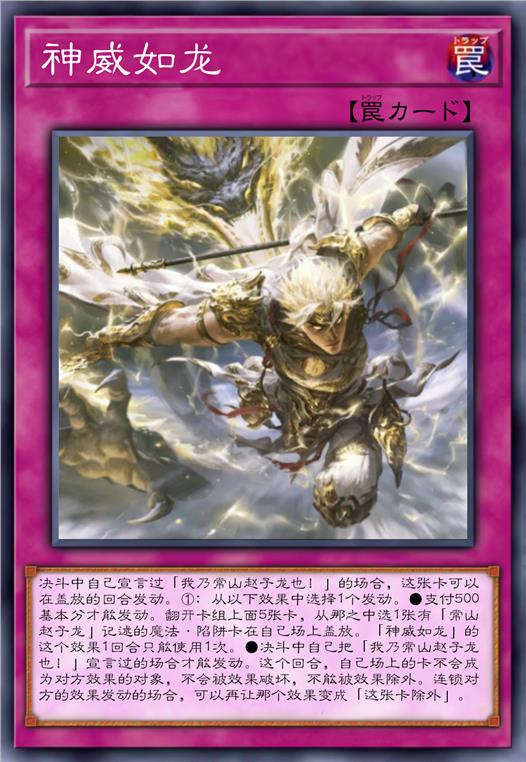 神威如龙
トラップ
罠
【罠カード】
トラップ
决斗中自己宣言过「我乃常山赵子龙也！」的场合，这张卡可以
在盖放的回合发动。①：从以下效果中选择1个发动。●支付500
基本分才能发动。翻开卡组上面5张卡，从那之中选1张有「常山
赵子龙」记述的魔法·陷阱卡在自己场上盖放。「神威如龙」的
这个效果1回合只能使用1次。●决斗中自己把「我乃常山赵子龙
也！」宣言过的场合才能发动。这个回合，自己场上的卡不会成
为对方效果的对象，不会被效果破坏，不能被效果除外。连锁对
方的效果发动的场合，可以再让那个效果变成「这张卡除外」。